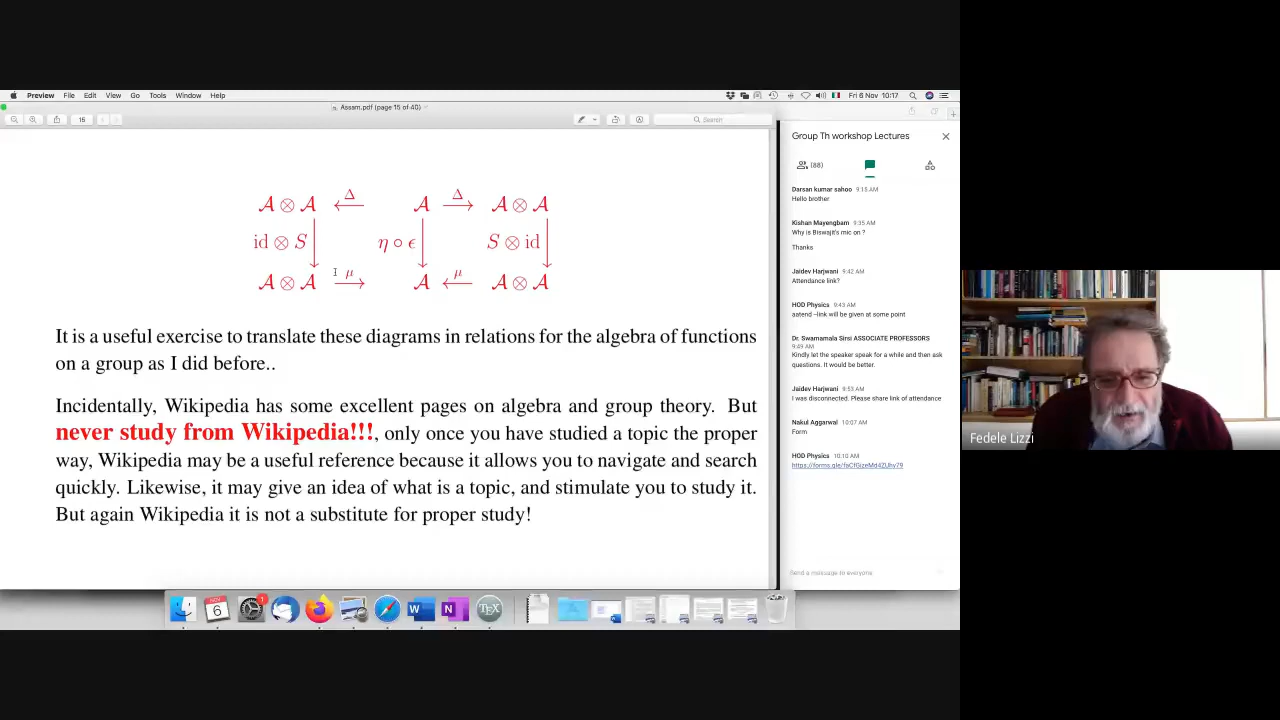 Preview File Edit View Go Tools Window Help
Fri 6 Nov 10:17
Assam.pdf (page 15 of 40)
15
Search
𝒜 ⊗ 𝒜 ←Δ 𝒜 Δ→ 𝒜 ⊗ 𝒜
id ⊗ S η ∘ ϵ S ⊗ id
𝒜 ⊗ 𝒜 μ→ 𝒜 ←μ 𝒜 ⊗ 𝒜
It is a useful exercise to translate these diagrams in relations for the algebra of functions
on a group as I did before..
Incidentally, Wikipedia has some excellent pages on algebra and group theory. But
never study from Wikipedia!!!, only once you have studied a topic the proper
way, Wikipedia may be a useful reference because it allows you to navigate and search
quickly. Likewise, it may give an idea of what is a topic, and stimulate you to study it.
But again Wikipedia it is not a substitute for proper study!
Group Th workshop Lectures
(88)
Darsan kumar sahoo 9:15 AM
Hello brother
Kishan Mayengbam 9:35 AM
Why is Biswajit's mic on ?
Thanks
Jaidev Harjwani 9:42 AM
Attendance link?
HOD Physics 9:43 AM
aatend --link will be given at some point
Dr. Swarnamala Sirsi ASSOCIATE PROFESSORS
9:49 AM
Kindly let the speaker speak for a while and then ask
questions. It would be better.
Jaidev Harjwani 9:53 AM
I was disconnected. Please share link of attendance
Nakul Aggarwal 10:07 AM
Form
HOD Physics 10:10 AM
Send a message to everyone
6
1
W
N
TEX
Fedele Lizzi